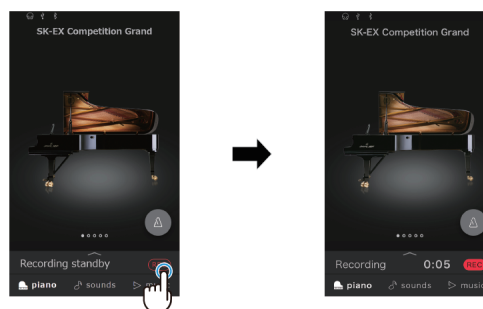 SK-EX Competition Grand
Recording standby
piano sounds
SK-EX Competition Grand
Recording 0:05 REC
piano sounds music